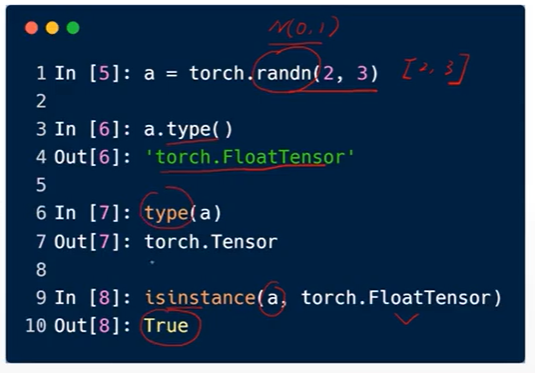 N(0,1)
1 In [5]: a = torch.randn(2, 3) [2,3]
2
3 In [6]: a.type()
4 Out[6]: 'torch.FloatTensor'
5
6 In [7]: type(a)
7 Out[7]: torch.Tensor
8
9 In [8]: isinstance(a, torch.FloatTensor)
10 Out[8]: True